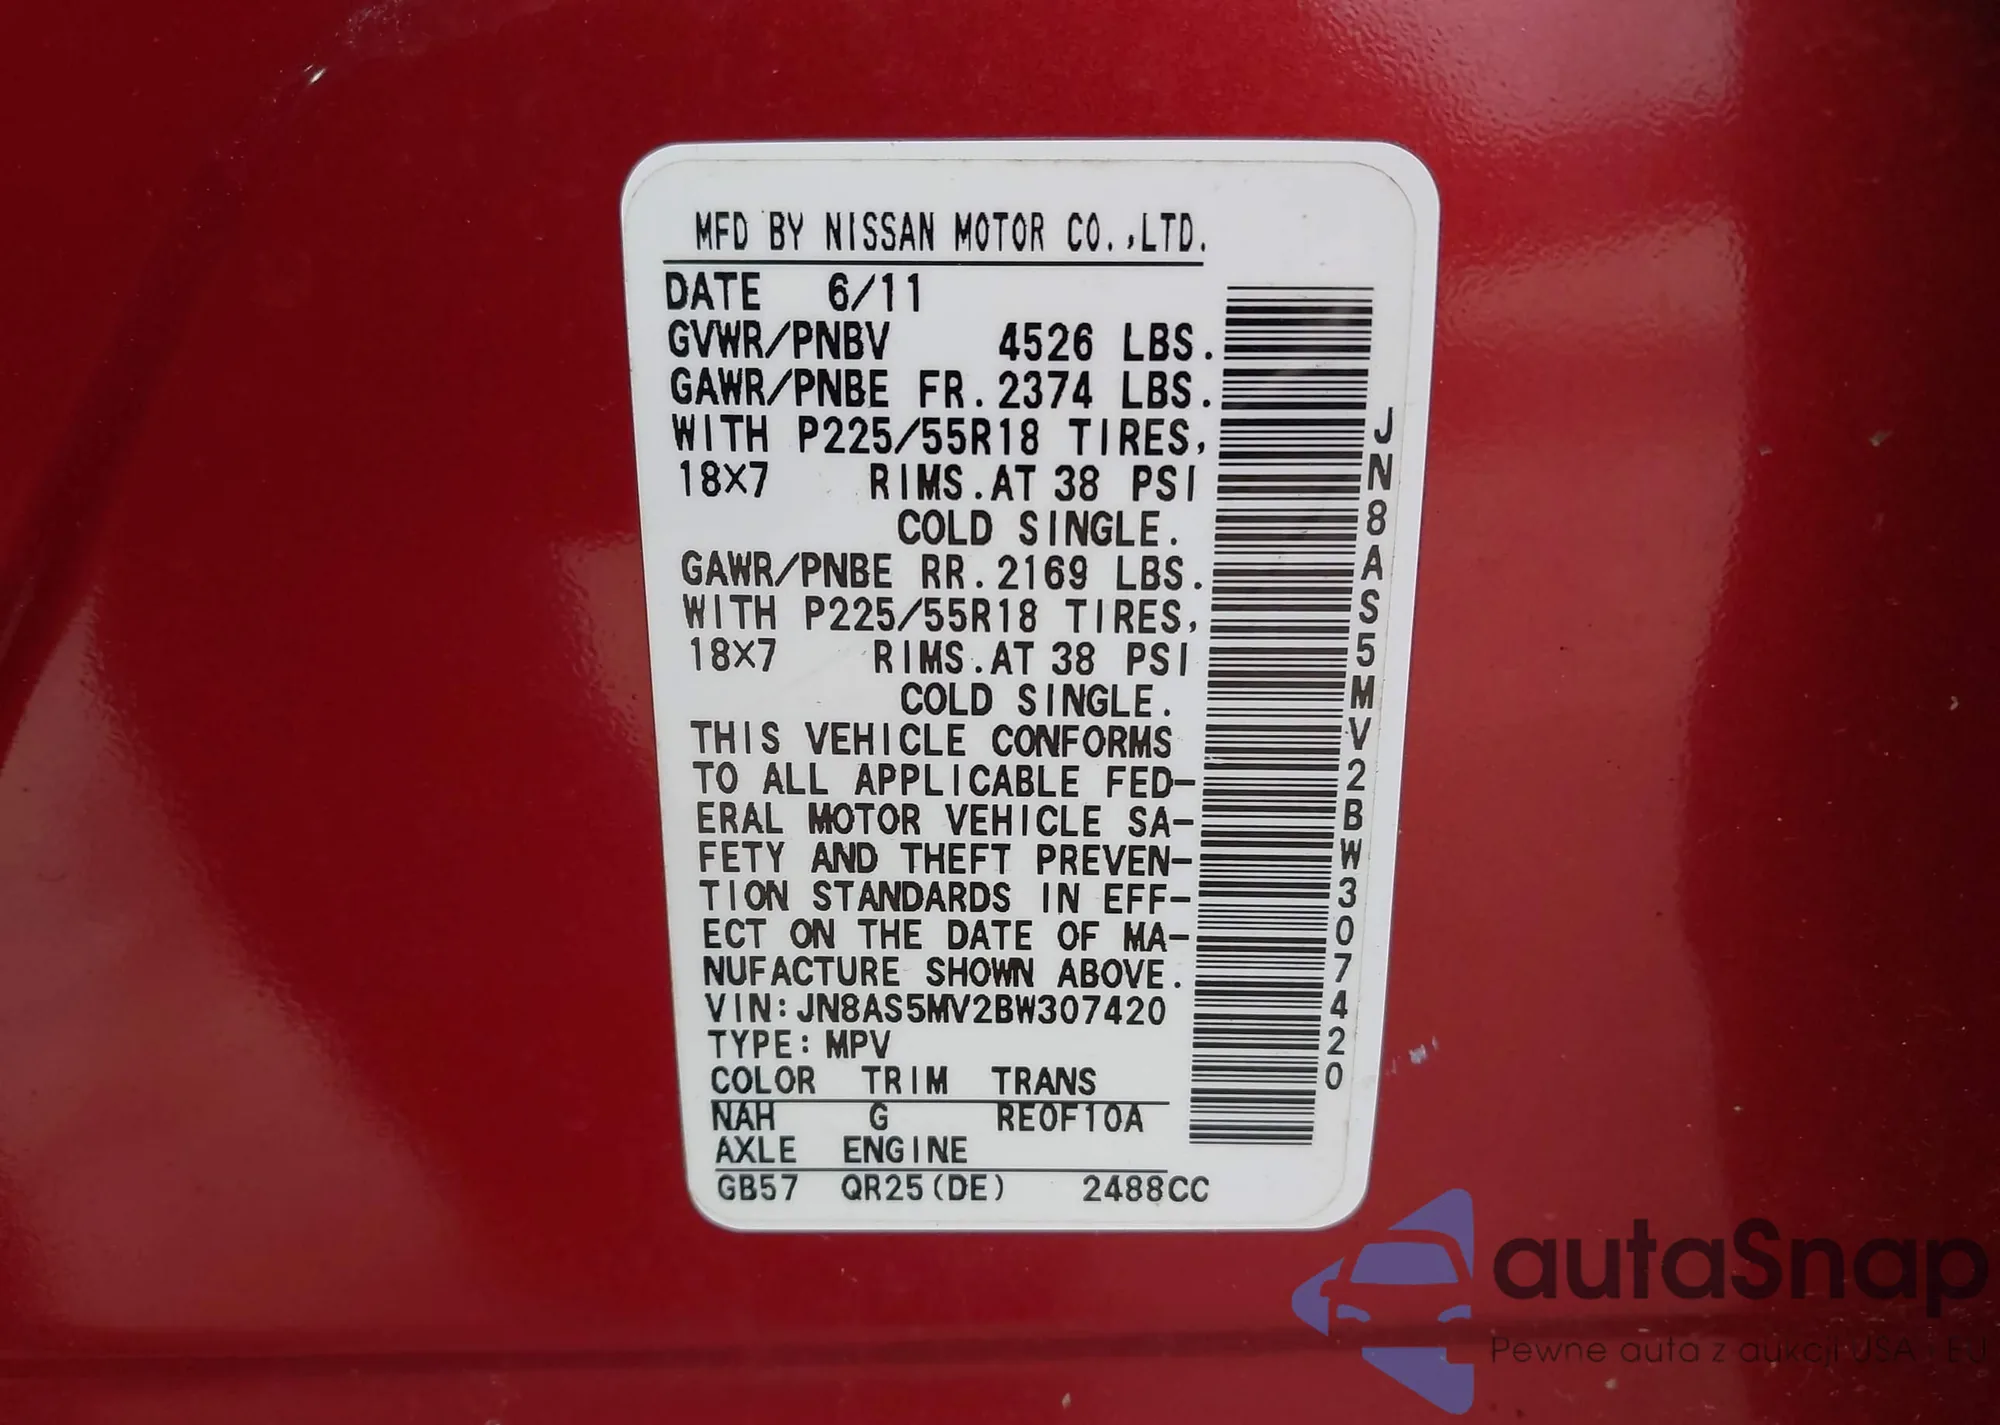 MFD BY NISSAN MOTOR CO.,LTD.
DATE 6/11
GVWR/PNBV 4526 LBS.
GAWR/PNBE FR. 2374 LBS.
WITH P225/55R18 TIRES,
18X7 RIMS.AT 38 PSI
COLD SINGLE.
GAWR/PNBE RR. 2169 LBS.
WITH P225/55R18 TIRES,
18X7 RIMS.AT 38 PSI
COLD SINGLE.
THIS VEHICLE CONFORMS
TO ALL APPLICABLE FED-
ERAL MOTOR VEHICLE SA-
FETY AND THEFT PREVEN-
TION STANDARDS IN EFF-
ECT ON THE DATE OF MA-
NUFACTURE SHOWN ABOVE.
VIN:JN8AS5MV2BW307420
TYPE:MPV
COLOR TRIM TRANS
NAH G RE0F10A
AXLE ENGINE
GB57 QR25(DE) 2488CC
JN8AS5MV2BW307420
autaSnap
Pewne auta z aukcji USA - EU